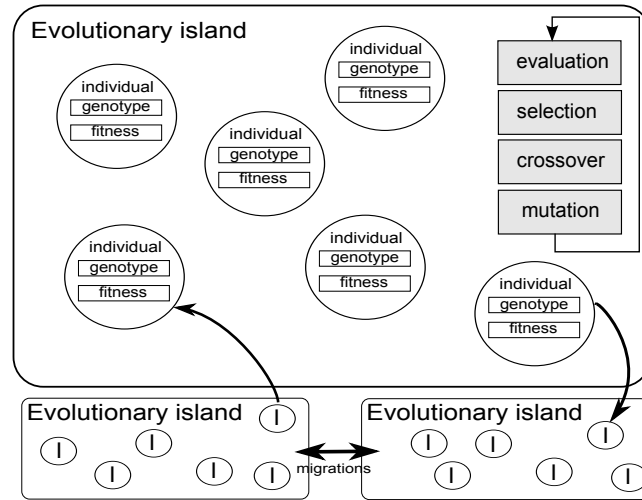 Evolutionary island
individual
genotype
fitness
individual
genotype
fitness
individual
genotype
fitness
individual
genotype
fitness
individual
genotype
fitness
individual
genotype
fitness
evaluation
selection
crossover
mutation
Evolutionary island
I
I
I
I
I
I
migrations
Evolutionary island
I
I
I
I
I
I